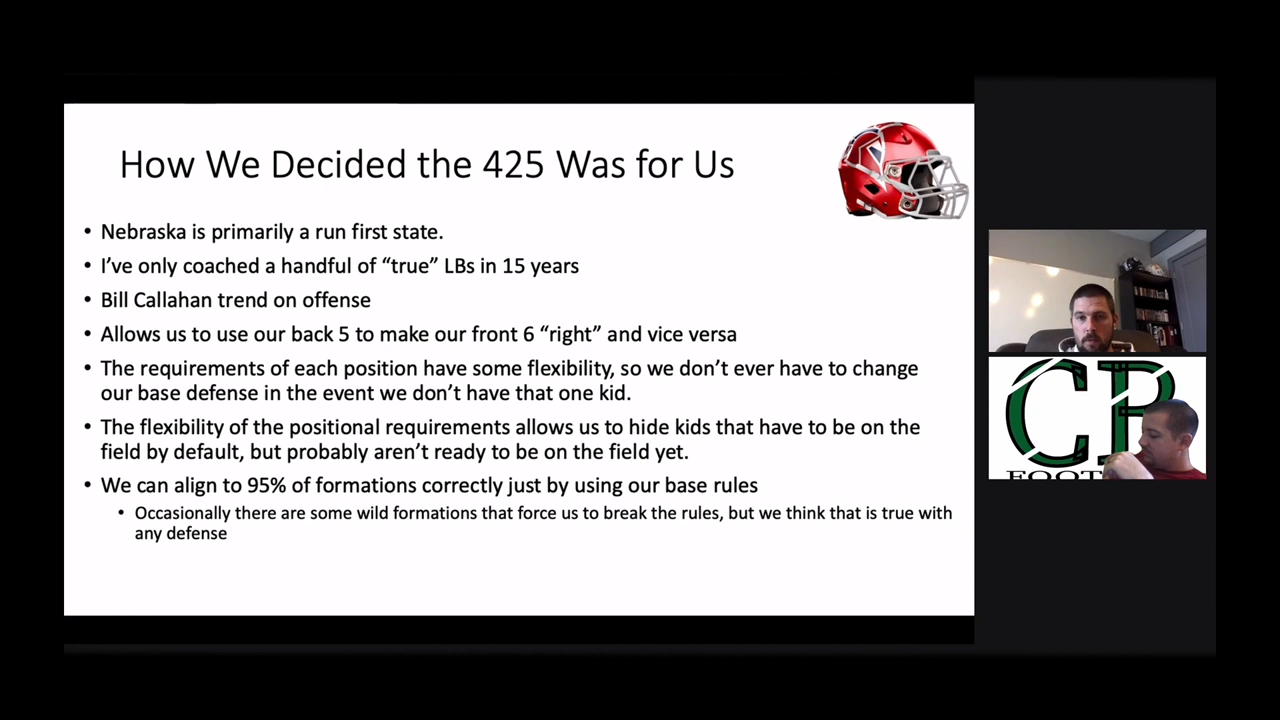 How We Decided the 425 Was for Us
• Nebraska is primarily a run first state.
• I’ve only coached a handful of “true” LBs in 15 years
• Bill Callahan trend on offense
• Allows us to use our back 5 to make our front 6 “right” and vice versa
• The requirements of each position have some flexibility, so we don’t ever have to change
our base defense in the event we don’t have that one kid.
• The flexibility of the positional requirements allows us to hide kids that have to be on the
field by default, but probably aren’t ready to be on the field yet.
• We can align to 95% of formations correctly just by using our base rules
• Occasionally there are some wild formations that force us to break the rules, but we think that is true with
any defense
CB
FOOT